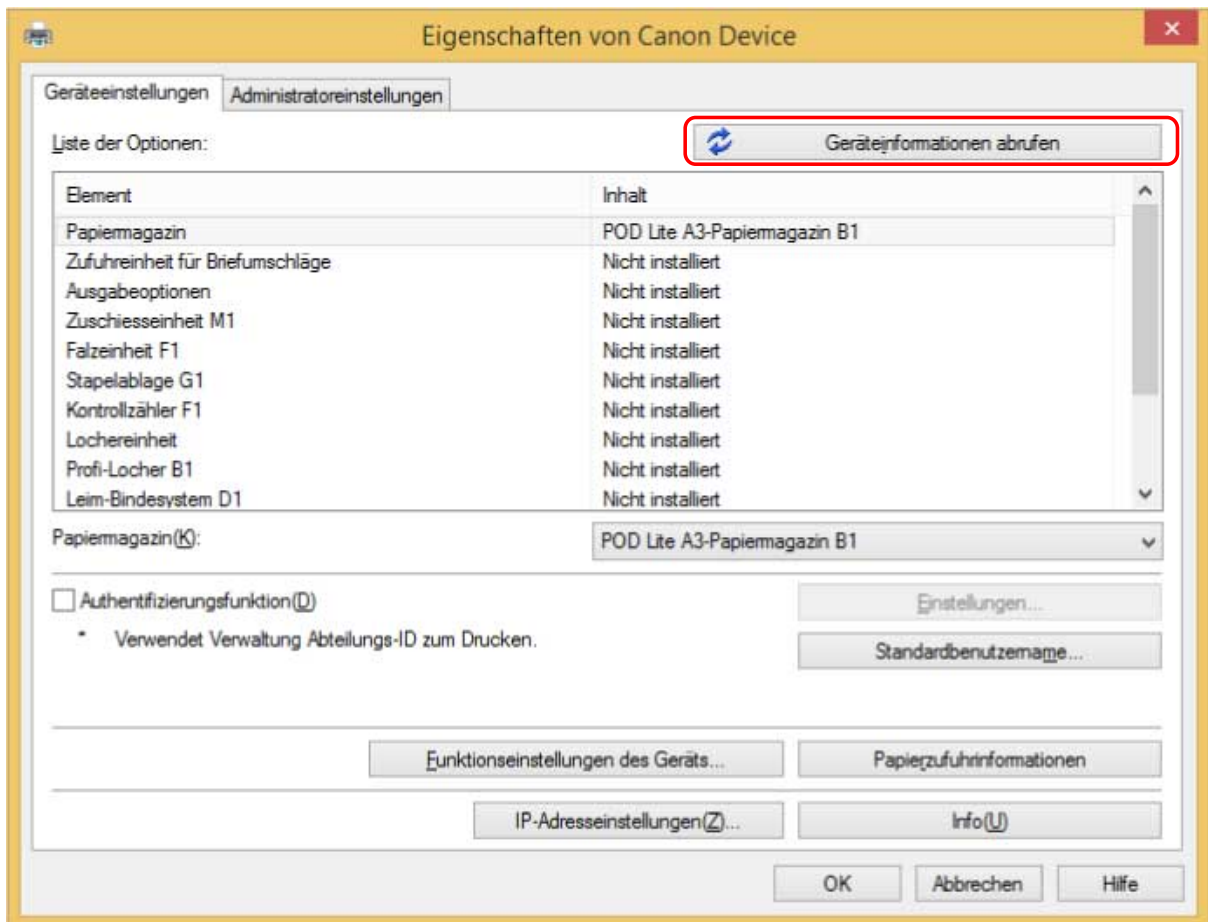 Eigenschaften von Canon Device
Geräteeinstellungen Administratoreinstellungen
Liste der Optionen: Geräteinformationen abrufen
Element Inhalt
Papiermagazin POD Lite A3-Papiermagazin B1
Zufuhreinheit für Briefumschläge Nicht installiert
Ausgabeoptionen Nicht installiert
Zuschiesseinheit M1 Nicht installiert
Falzeinheit F1 Nicht installiert
Stapelablage G1 Nicht installiert
Kontrollzähler F1 Nicht installiert
Lochereinheit Nicht installiert
Profi-Locher B1 Nicht installiert
Leim-Bindesystem D1 Nicht installiert
Papiermagazin(K): POD Lite A3-Papiermagazin B1
Authentifizierungsfunktion(D) Einstellungen...
* Verwendet Verwaltung Abteilungs-ID zum Drucken.
Standardbenutzername...
Funktionseinstellungen des Geräts... Papierzufuhrinformationen
IP-Adresseinstellungen(Z)... Info(U)
OK Abbrechen Hilfe